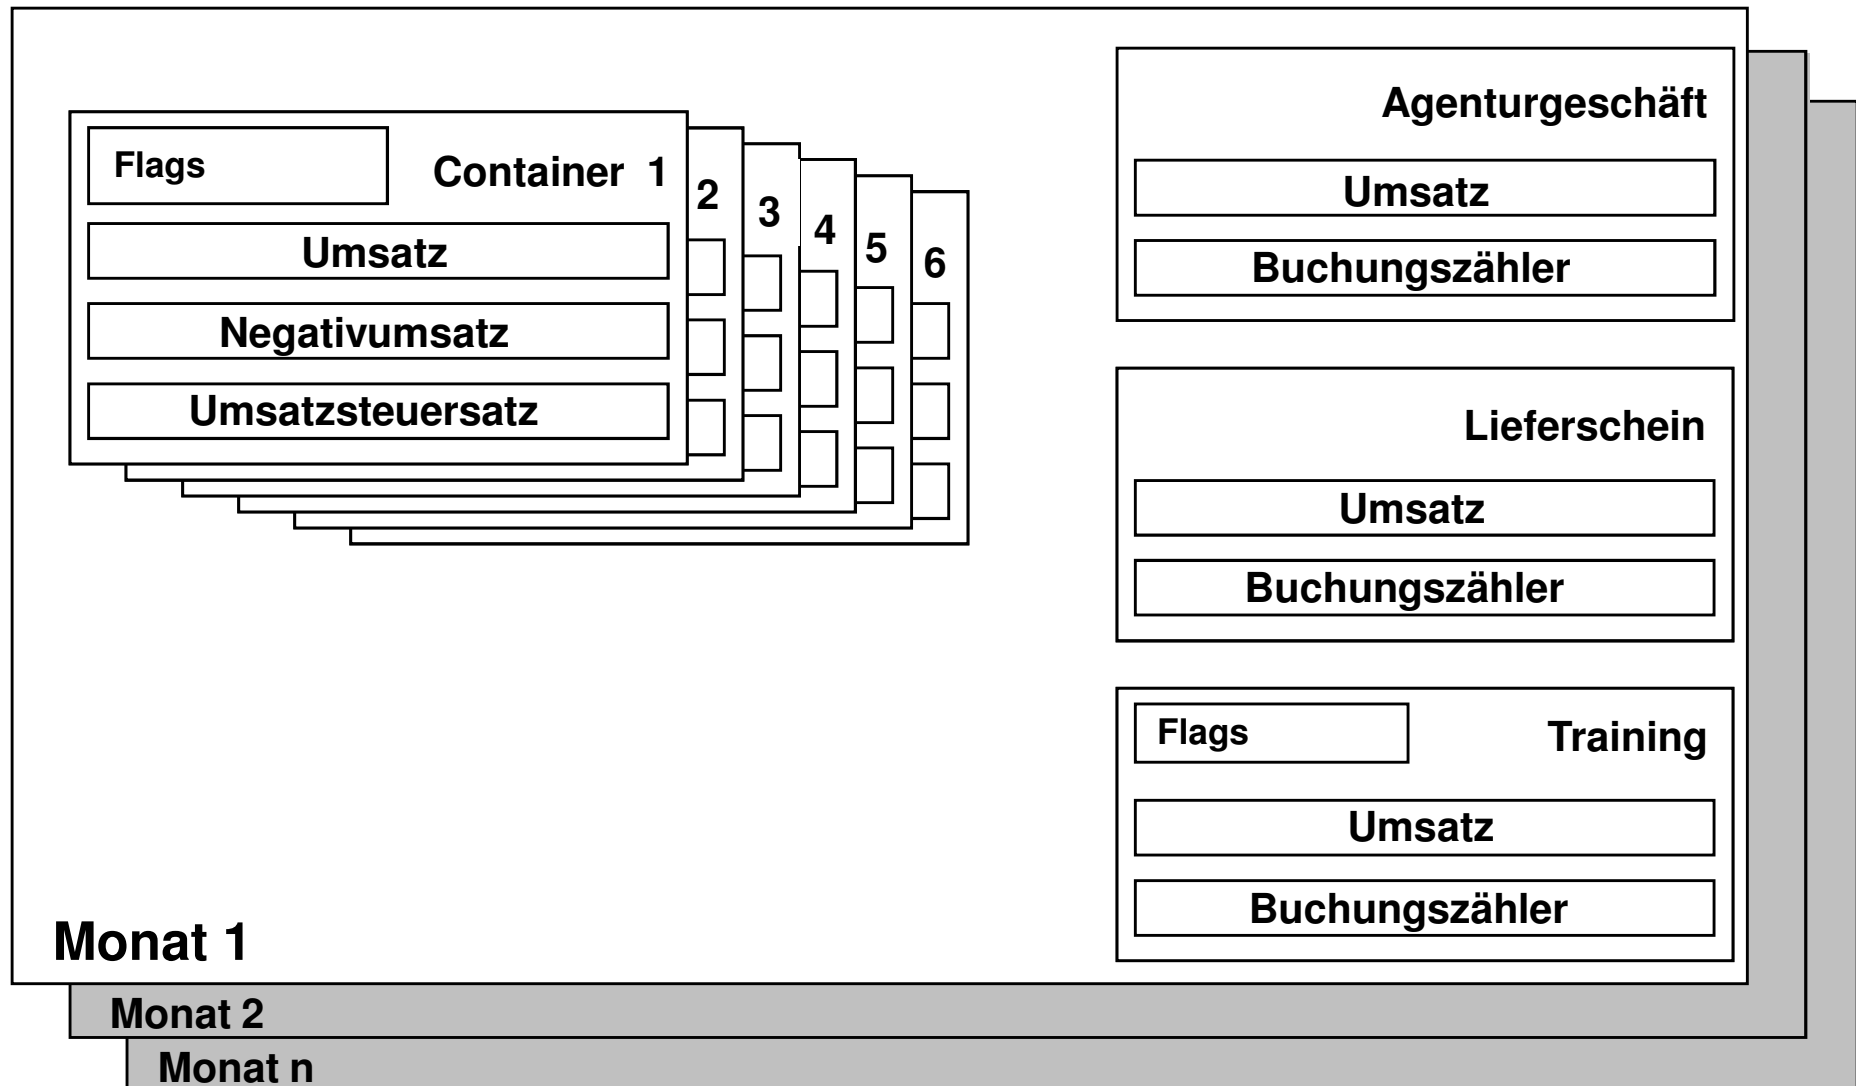 Flags
Container 1
2
3
4
5
6
Umsatz
Negativumsatz
Umsatzsteuersatz
Agenturgeschäft
Umsatz
Buchungszähler
Lieferschein
Umsatz
Buchungszähler
Flags
Training
Umsatz
Buchungszähler
Monat 1
Monat 2
Monat n